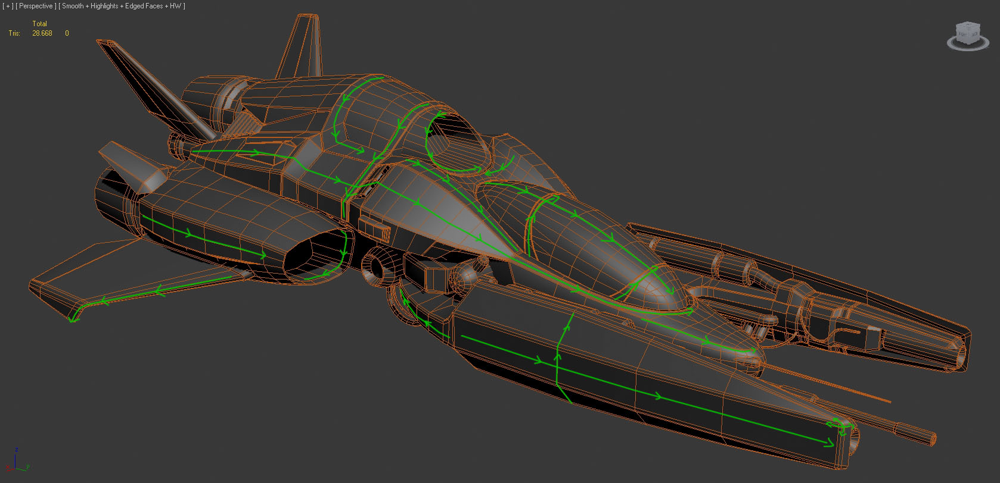 [ + ] [ Perspective ] [ Smooth + Highlights + Edged Faces + HW ]
Total
Tris: 28.668 0
z
y